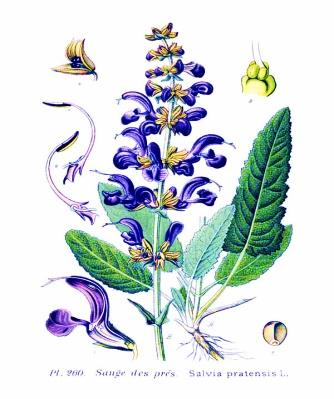 Pl. 260. Sauge des prés. Salvia pratensis L.